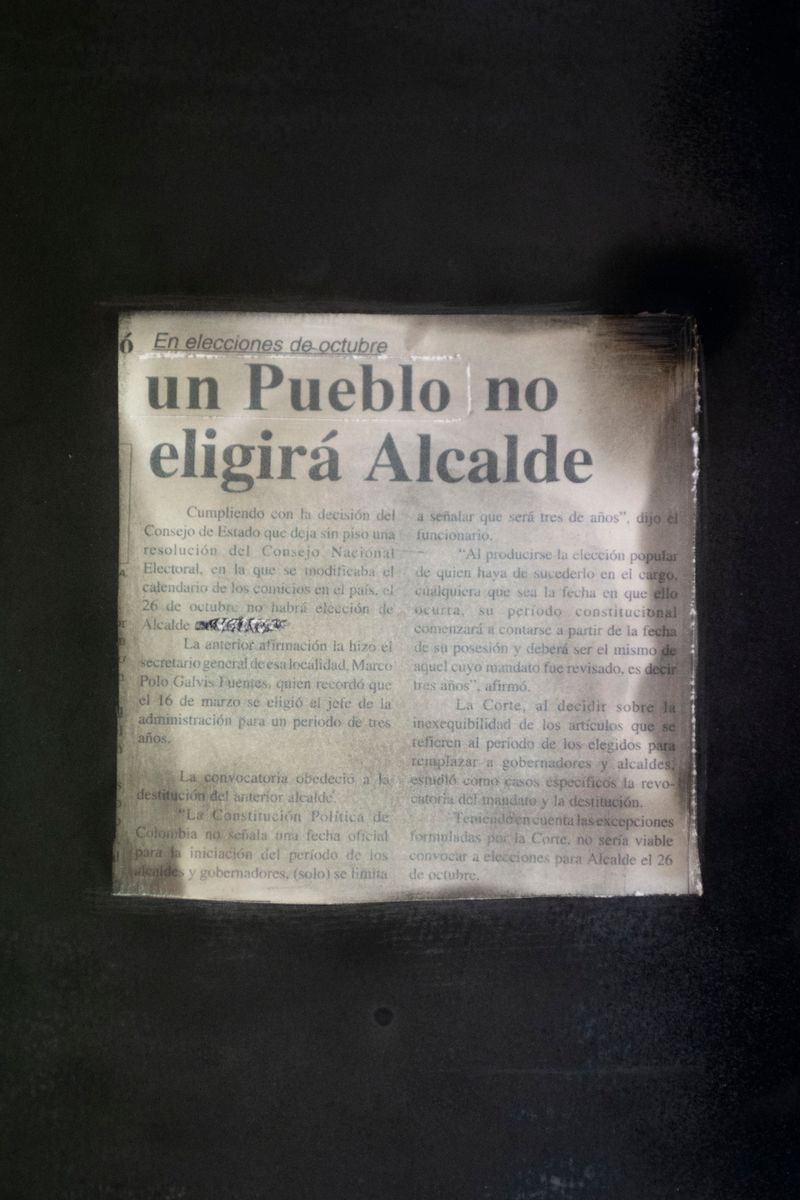 ó
En elecciones de octubre
un Pueblo no
eligirá Alcalde
Cumpliendo con la decisión del
Consejo de Estado que deja sin piso una
resolución del Consejo Nacional
Electoral, en la que se modificaba el
calendario de los comicios en el país, el
26 de octubre no habrá elección de
Alcalde
La anterior afirmación la hizo el
secretario general de esa localidad, Marco
Polo Galvis Fuentes, quien recordó que
el 16 de marzo se eligió el jefe de la
administración para un periodo de tres
años.
La convocatoria obedeció a la
destitución del anterior alcalde.
"La Constitución Política de
Colombia no señala una fecha oficial
para la iniciación del período de los
alcaldes y gobernadores, (solo) se limita
a señalar que será tres de años", dijo el
funcionario.
"Al producirse la elección popular
de quien haya de sucederlo en el cargo,
cualquiera que sea la fecha en que ello
ocurra, su período constitucional
comenzará a contarse a partir de la fecha
de su posesión y deberá ser el mismo de
aquel cuyo mandato fue revisado, es decir
tres años", afirmó.
La Corte, al decidir sobre la
inexequibilidad de los artículos que se
refieren al periodo de los elegidos para
remplazar a gobernadores y alcaldes,
estudió como casos específicos la revo-
catoria del mandato y la destitución.
Teniendo en cuenta las excepciones
formuladas por la Corte, no sería viable
convocar a elecciones para Alcalde el 26
de octubre.